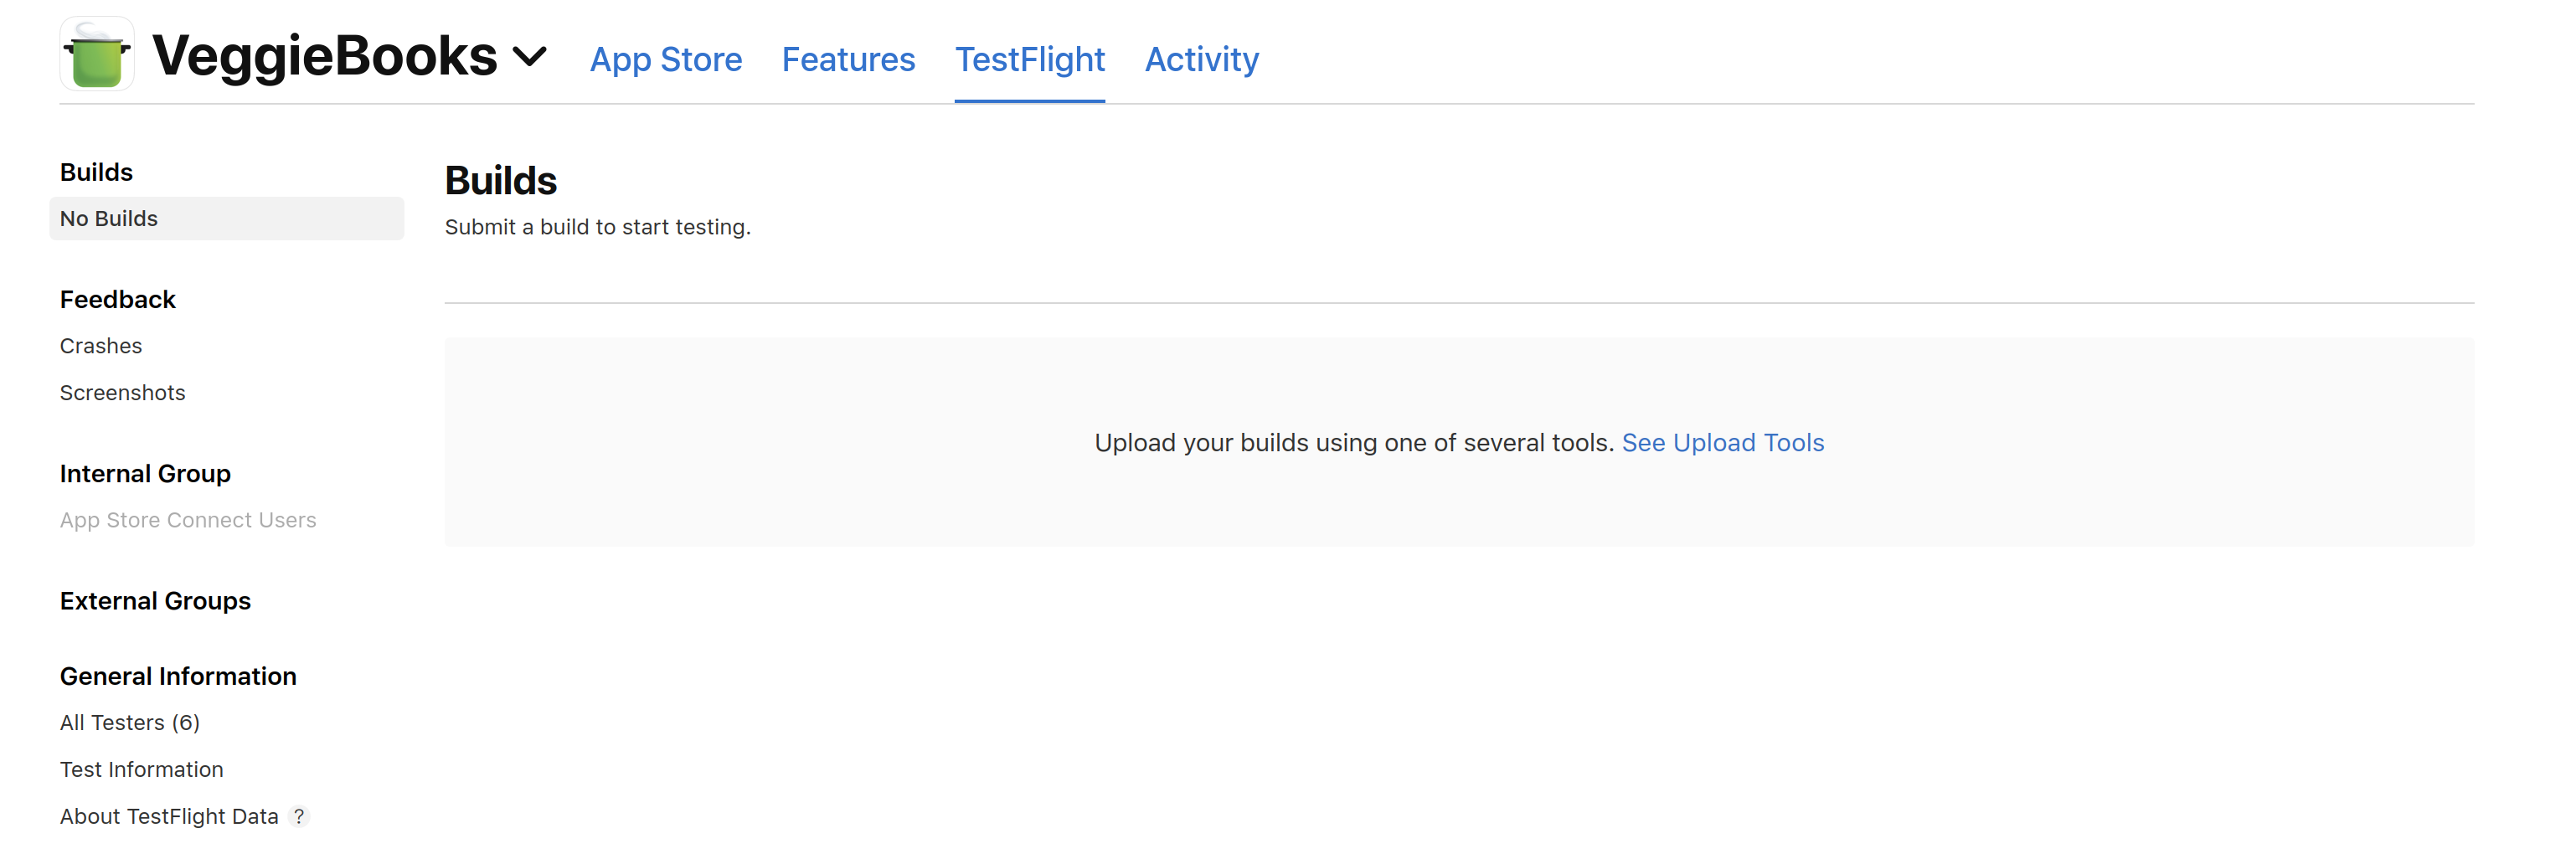 VeggieBooks
App Store
Features
TestFlight
Activity
Builds
No Builds
Feedback
Crashes
Screenshots
Internal Group
App Store Connect Users
External Groups
General Information
All Testers (6)
Test Information
About TestFlight Data ?
Builds
Submit a build to start testing.
Upload your builds using one of several tools. See Upload Tools